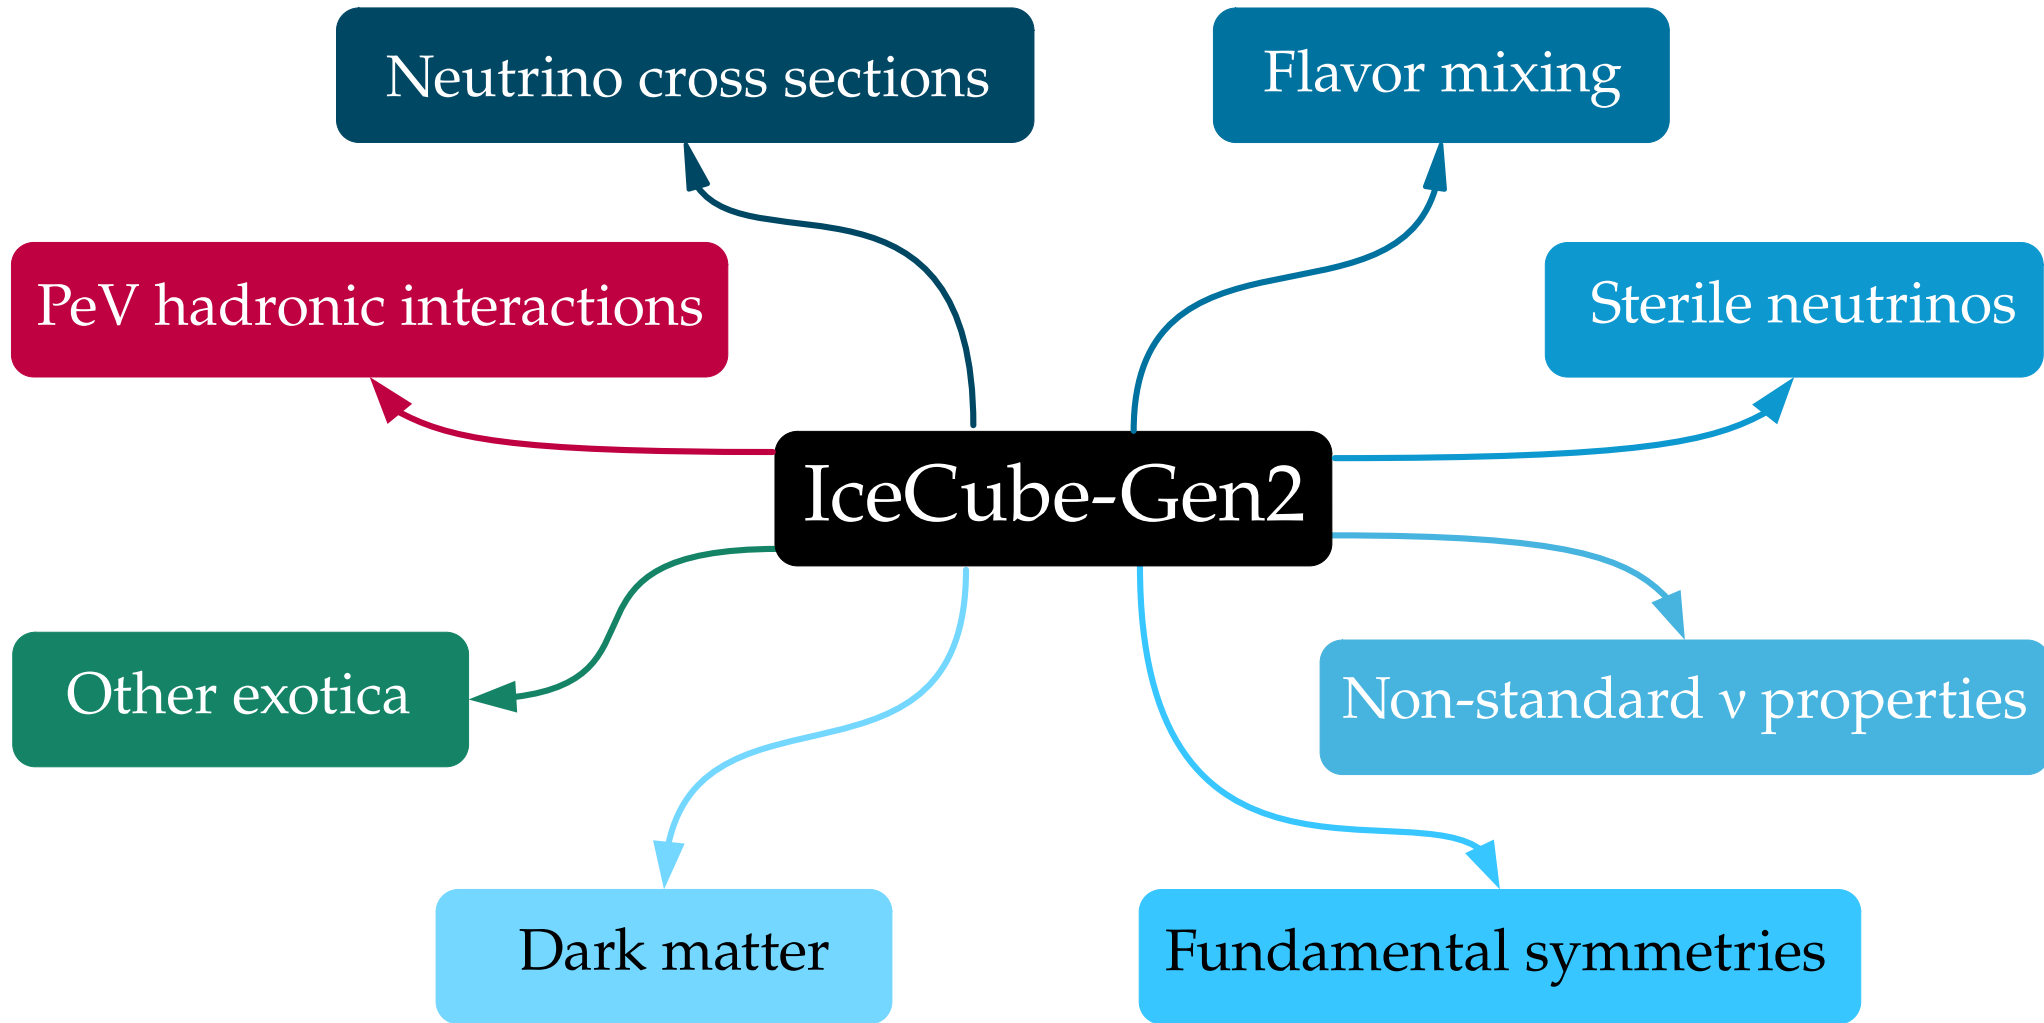 Neutrino cross sections
Flavor mixing
PeV hadronic interactions
Sterile neutrinos
IceCube-Gen2
Other exotica
Non-standard ν properties
Dark matter
Fundamental symmetries